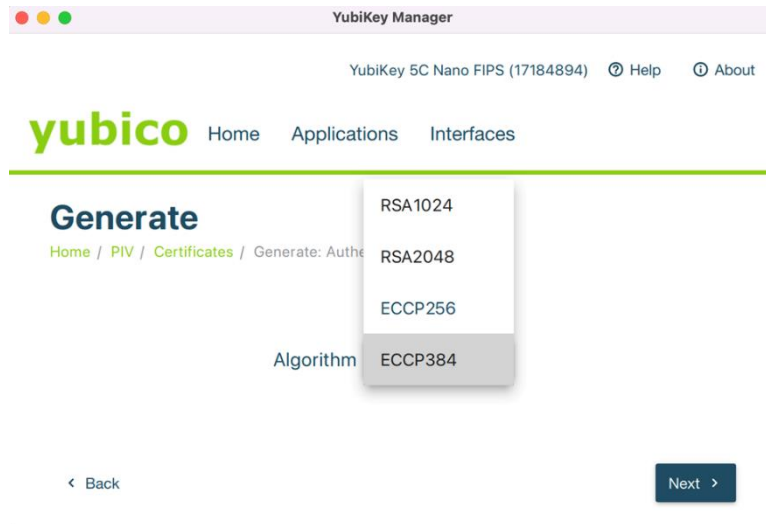 YubiKey Manager
YubiKey 5C Nano FIPS (17184894) Help About
yubico Home Applications Interfaces
Generate
Home / PIV / Certificates / Generate: Authe
RSA1024
RSA2048
ECCP256
Algorithm ECCP384
Back Next